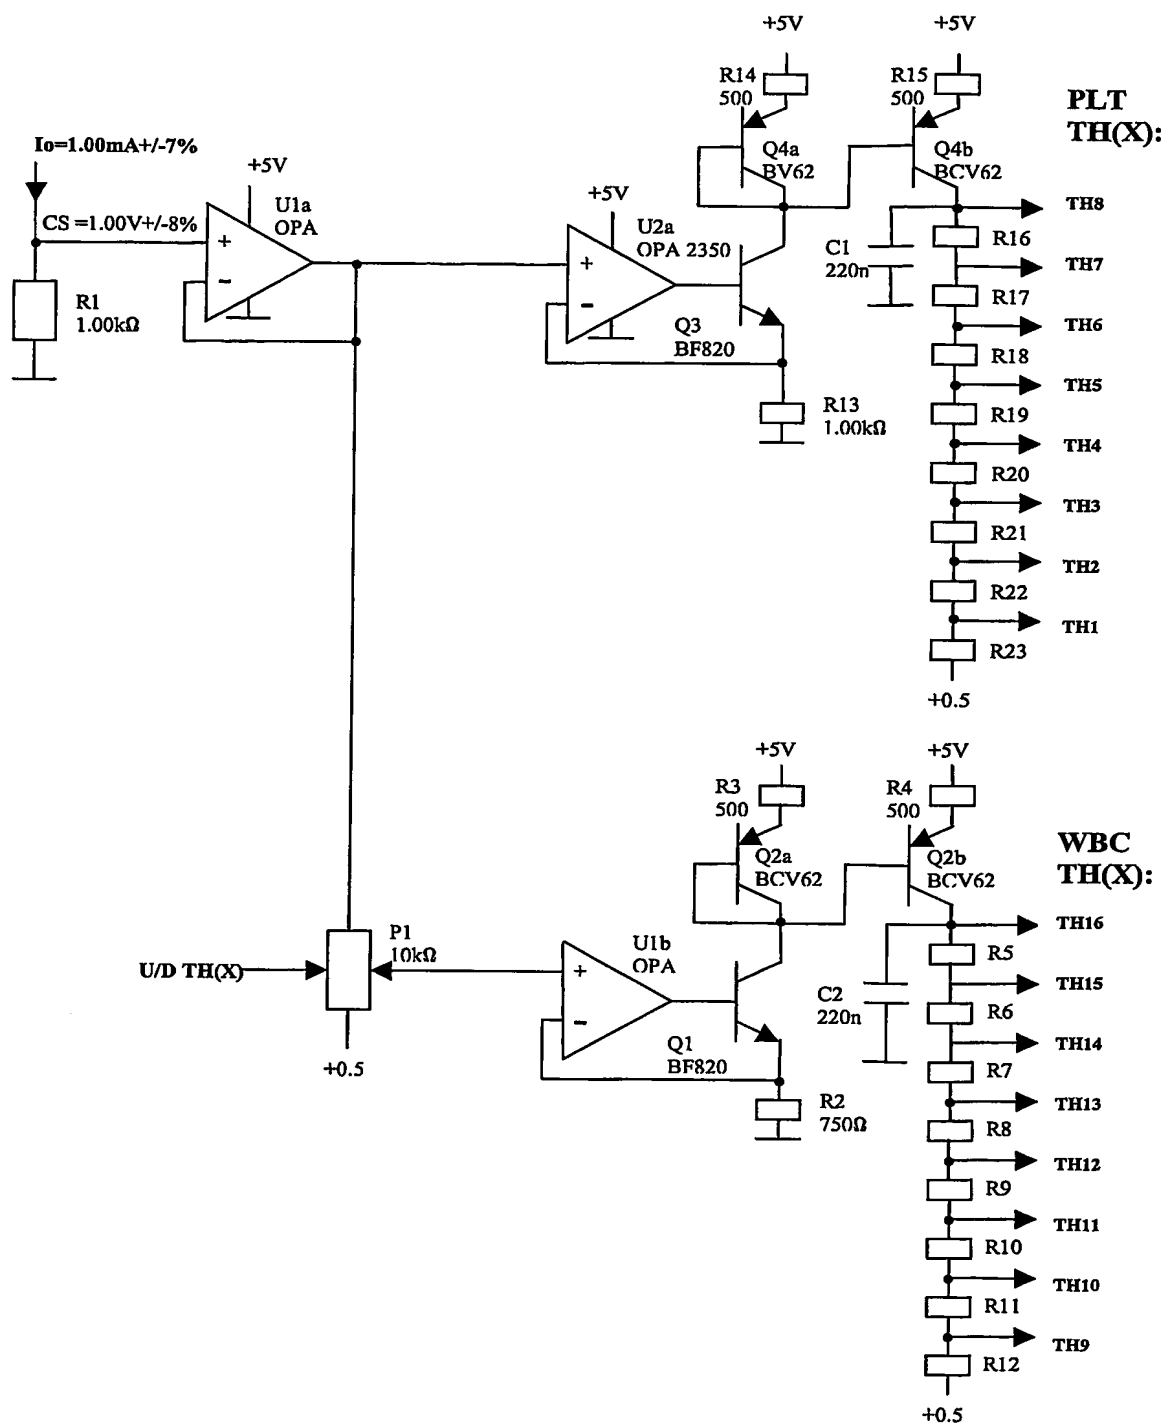 +5V
+5V
R14
500
R15
500
PLT
TH(X):
Io=1.00mA+/-7%
Q4a
BV62
Q4b
BCV62
+5V
+5V
CS =1.00V+/-8%
U1a
OPA
U2a
OPA 2350
TH8
R16
C1
220n
TH7
R17
R1
1.00kΩ
Q3
BF820
TH6
R18
TH5
R13
1.00kΩ
R19
TH4
R20
TH3
R21
TH2
R22
TH1
R23
+0.5
+5V
+5V
R3
500
R4
500
WBC
TH(X):
Q2a
BCV62
Q2b
BCV62
TH16
P1
10kΩ
U1b
OPA
R5
U/D TH(X)
TH15
C2
220n
R6
TH14
Q1
BF820
+0.5
R7
TH13
R2
750Ω
R8
TH12
R9
TH11
R10
TH10
R11
TH9
R12
+0.5
+
-
+
-
+
-